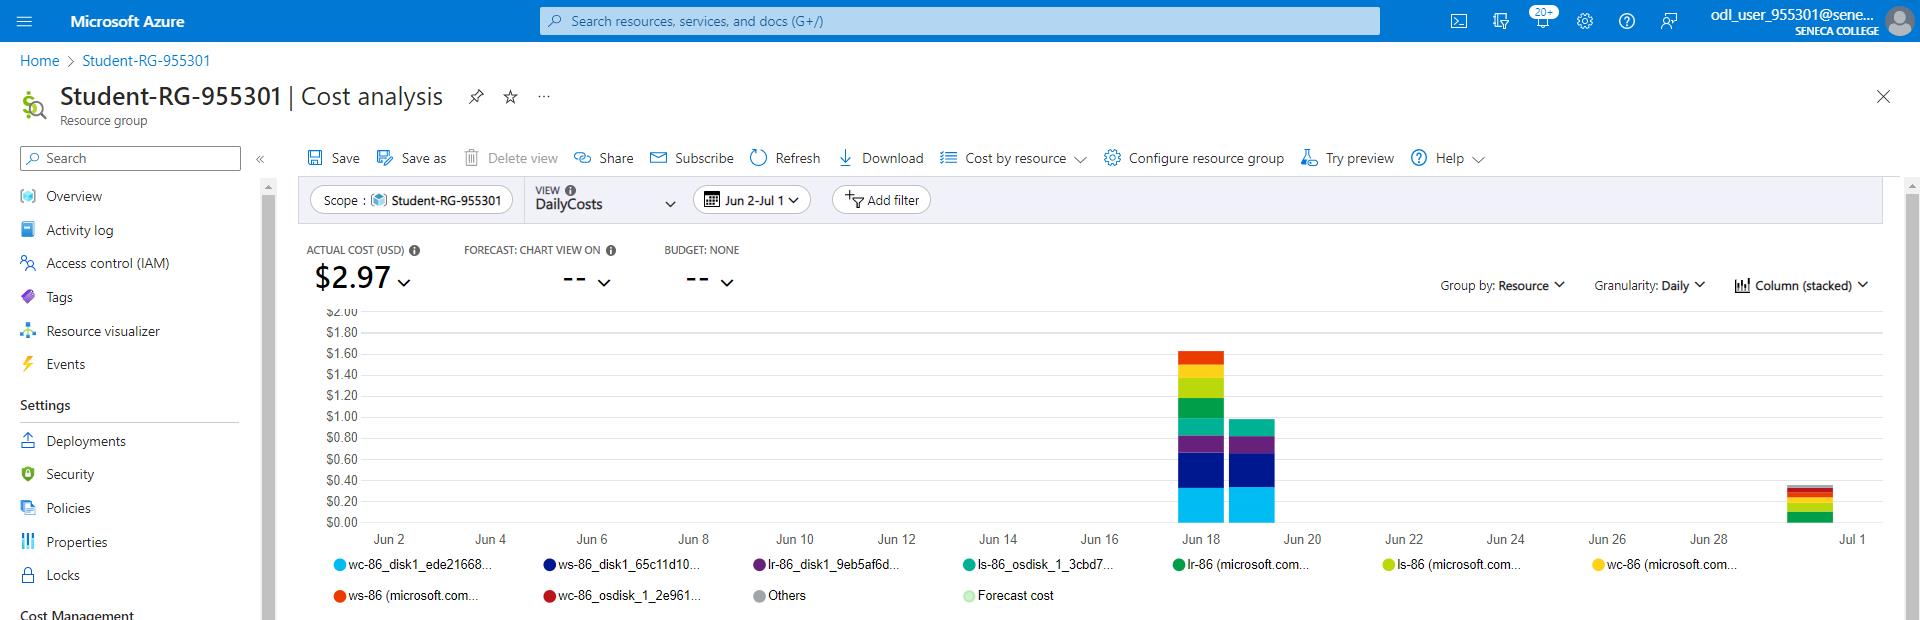 Microsoft Azure
Search resources, services, and docs (G+/)
20+
odl_user_955301@sene...
SENECA COLLEGE
Home > Student-RG-955301
Student-RG-955301 | Cost analysis
Resource group
Search
Save
Save as
Delete view
Share
Subscribe
Refresh
Download
Cost by resource
Configure resource group
Try preview
Help
Overview
Activity log
Access control (IAM)
Tags
Resource visualizer
Events
Settings
Deployments
Security
Policies
Properties
Locks
Cost Management
Scope : Student-RG-955301
VIEW
DailyCosts
Jun 2-Jul 1
Add filter
ACTUAL COST (USD)
$2.97
FORECAST: CHART VIEW ON
--
BUDGET: NONE
--
Group by: Resource
Granularity: Daily
Column (stacked)
$2.00
$1.80
$1.60
$1.40
$1.20
$1.00
$0.80
$0.60
$0.40
$0.20
$0.00
Jun 2 Jun 4 Jun 6 Jun 8 Jun 10 Jun 12 Jun 14 Jun 16 Jun 18 Jun 20 Jun 22 Jun 24 Jun 26 Jun 28 Jul 1
wc-86_disk1_ede21668...
ws-86_disk1_65c11d10...
lr-86_disk1_9eb5af6d...
ls-86_osdisk_1_3cbd7...
lr-86 (microsoft.com...
ls-86 (microsoft.com...
wc-86 (microsoft.com...
ws-86 (microsoft.com...
wc-86_osdisk_1_2e961...
Others
Forecast cost